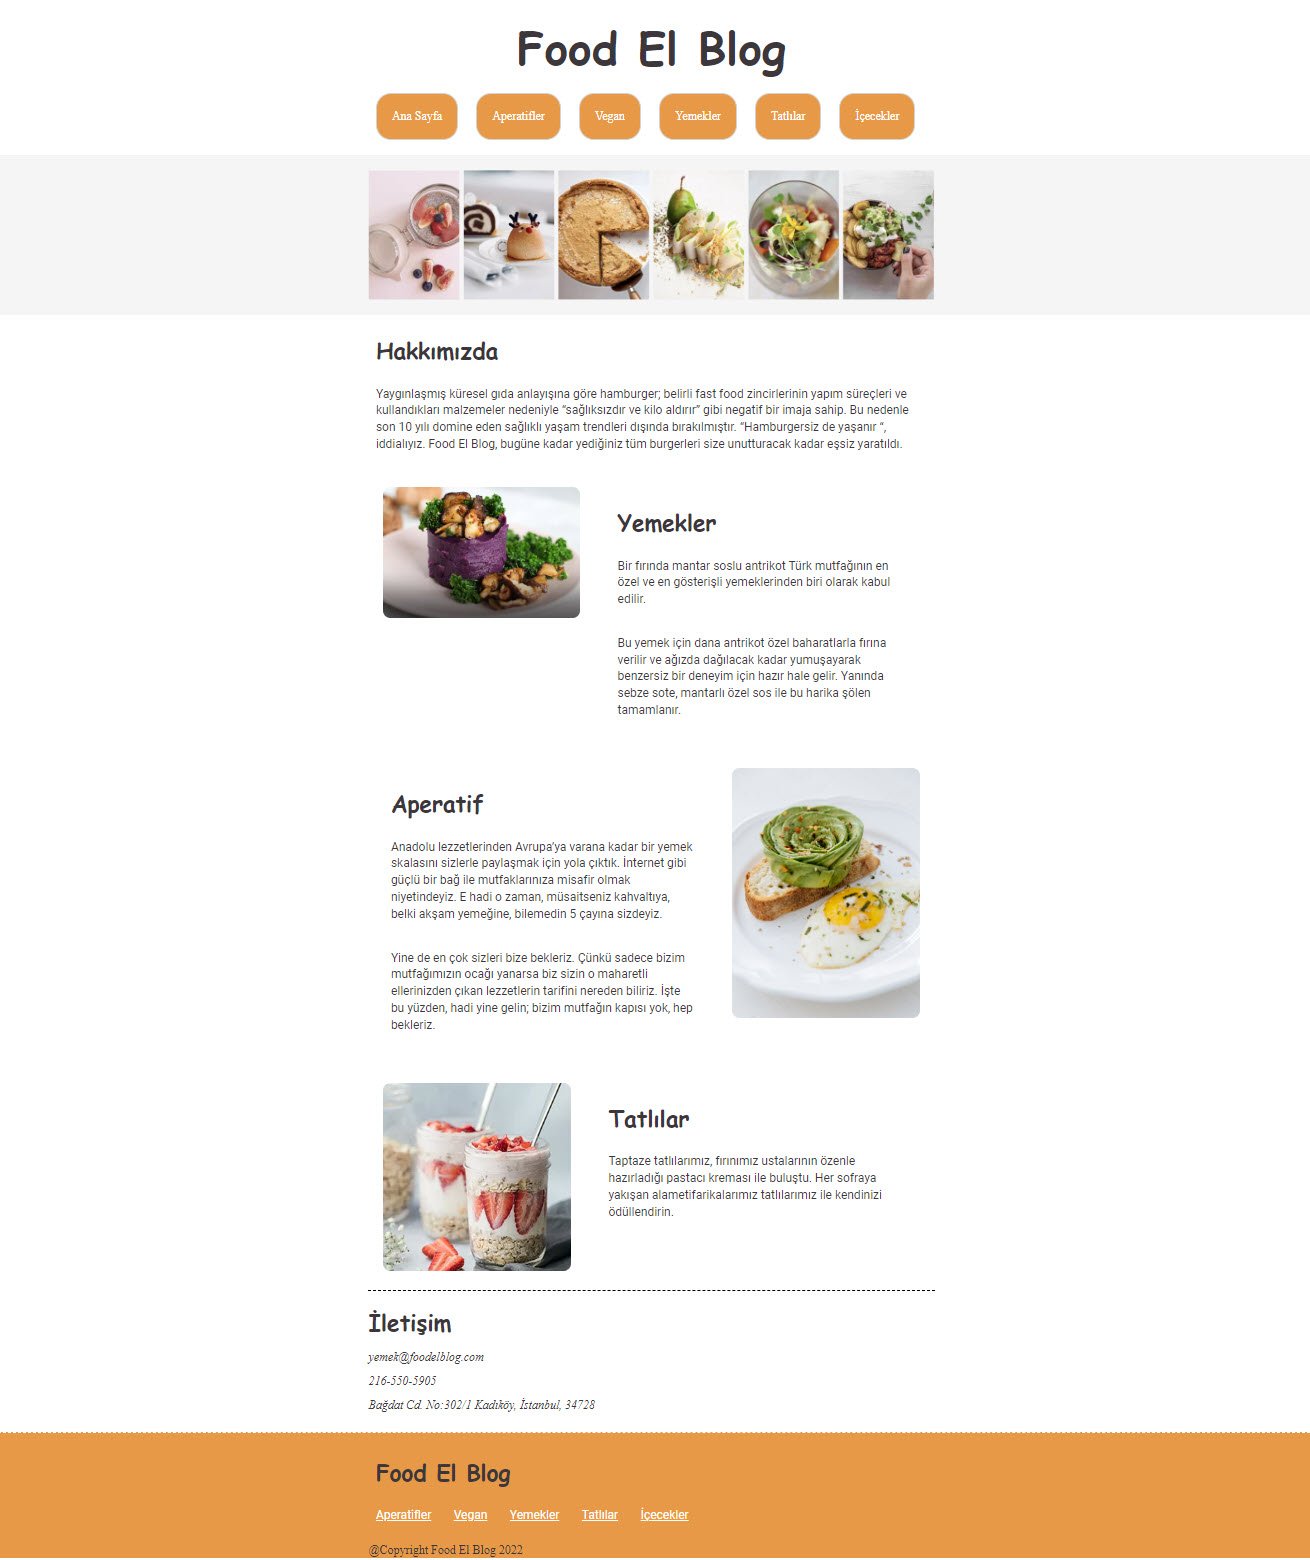 Food El Blog
Ana Sayfa
Aperatifler
Vegan
Yemekler
Tatlılar
İçecekler
Hakkımızda
Yaygınlaşmış küresel gıda anlayışına göre hamburger; belirli fast food zincirlerinin yapım süreçleri ve
kullandıkları malzemeler nedeniyle “sağlıksızdır ve kilo aldırır” gibi negatif bir imaja sahip. Bu nedenle
son 10 yılı domine eden sağlıklı yaşam trendleri dışında bırakılmıştır. “Hamburgersiz de yaşanır “,
iddialıyız. Food El Blog, bugüne kadar yediğiniz tüm burgerleri size unutturacak kadar eşsiz yaratıldı.
Yemekler
Bir fırında mantar soslu antrikot Türk mutfağının en
özel ve en gösterişli yemeklerinden biri olarak kabul
edilir.
Bu yemek için dana antrikot özel baharatlarla fırına
verilir ve ağızda dağılacak kadar yumuşayarak
benzersiz bir deneyim için hazır hale gelir. Yanında
sebze sote, mantarlı özel sos ile bu harika şölen
tamamlanır.
Aperatif
Anadolu lezzetlerinden Avrupa’ya varana kadar bir yemek
skalasını sizlerle paylaşmak için yola çıktık. İnternet gibi
güçlü bir bağ ile mutfaklarınıza misafir olmak
niyetindeyiz. E hadi o zaman, müsaitseniz kahvaltıya,
belki akşam yemeğine, bilemedin 5 çayına sizdeyiz.
Yine de en çok sizleri bize bekleriz. Çünkü sadece bizim
mutfağımızın ocağı yanarsa biz sizin o maharetli
ellerinizden çıkan lezzetlerin tarifini nereden biliriz. İşte
bu yüzden, hadi yine gelin; bizim mutfağın kapısı yok, hep
bekleriz.
Tatlılar
Taptaze tatlılarımız, fırınımız ustalarının özenle
hazırladığı pastacı kreması ile buluştu. Her sofraya
yakışan alametifarikalarımız tatlılarımız ile kendinizi
ödüllendirin.
İletişim
yemek@foodelblog.com
216-550-5905
Bağdat Cd. No:302/1 Kadıköy, İstanbul, 34728
Food El Blog
Aperatifler
Vegan
Yemekler
Tatlılar
İçecekler
@Copyright Food El Blog 2022